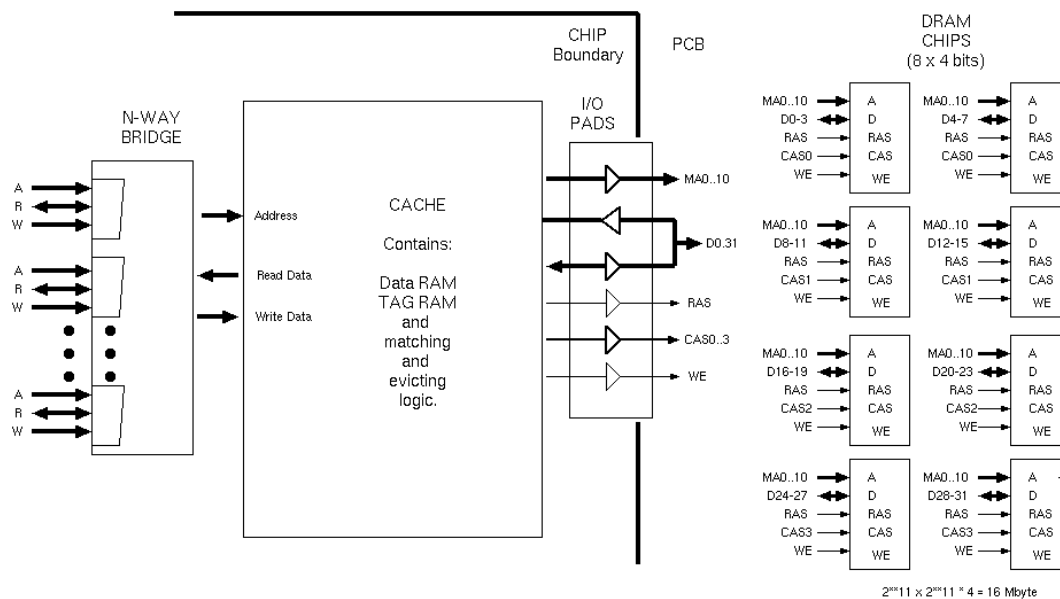 CHIP
Boundary
PCB
DRAM
CHIPS
(8 x 4 bits)
N-WAY
BRIDGE
I/O
PADS
A
R
W
A
R
W
A
R
W
Address
Read Data
Write Data
CACHE
Contains:
Data RAM
TAG RAM
and
matching
and
evicting
logic.
MA0..10
D0.31
RAS
CAS0..3
WE
MA0..10 A
D0-3 D
RAS RAS
CAS0 CAS
WE WE
MA0..10 A
D4-7 D
RAS RAS
CAS0 CAS
WE WE
MA0..10 A
D8-11 D
RAS RAS
CAS1 CAS
WE WE
MA0..10 A
D12-15 D
RAS RAS
CAS1 CAS
WE WE
MA0..10 A
D16-19 D
RAS RAS
CAS2 CAS
WE WE
MA0..10 A
D20-23 D
RAS RAS
CAS2 CAS
WE WE
MA0..10 A
D24-27 D
RAS RAS
CAS3 CAS
WE WE
MA0..10 A
D28-31 D
RAS RAS
CAS3 CAS
WE WE
2**11 x 2**11 * 4 = 16 Mbyte